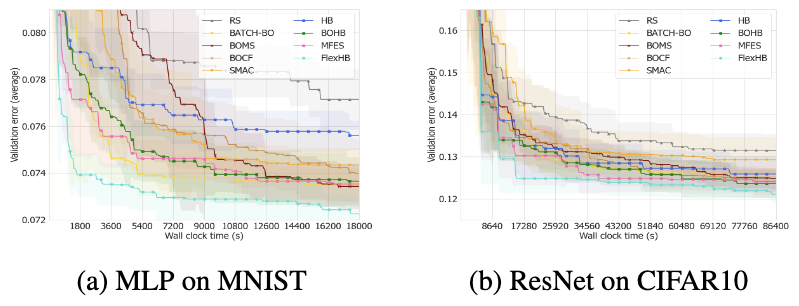 0.080
0.078
0.076
0.074
0.072
Validation error (average)
RS
BATCH-BO
BOMS
BOCF
SMAC
HB
BOHB
MFES
FlexHB
1800 3600 5400 7200 9000 10800 12600 14400 16200 18000
Wall clock time (s)
(a) MLP on MNIST
0.16
0.15
0.14
0.13
0.12
Validation error (average)
RS
BATCH-BO
BOMS
BOCF
SMAC
HB
BOHB
MFES
FlexHB
8640 17280 25920 34560 43200 51840 60480 69120 77760 86400
Wall clock time (s)
(b) ResNet on CIFAR10